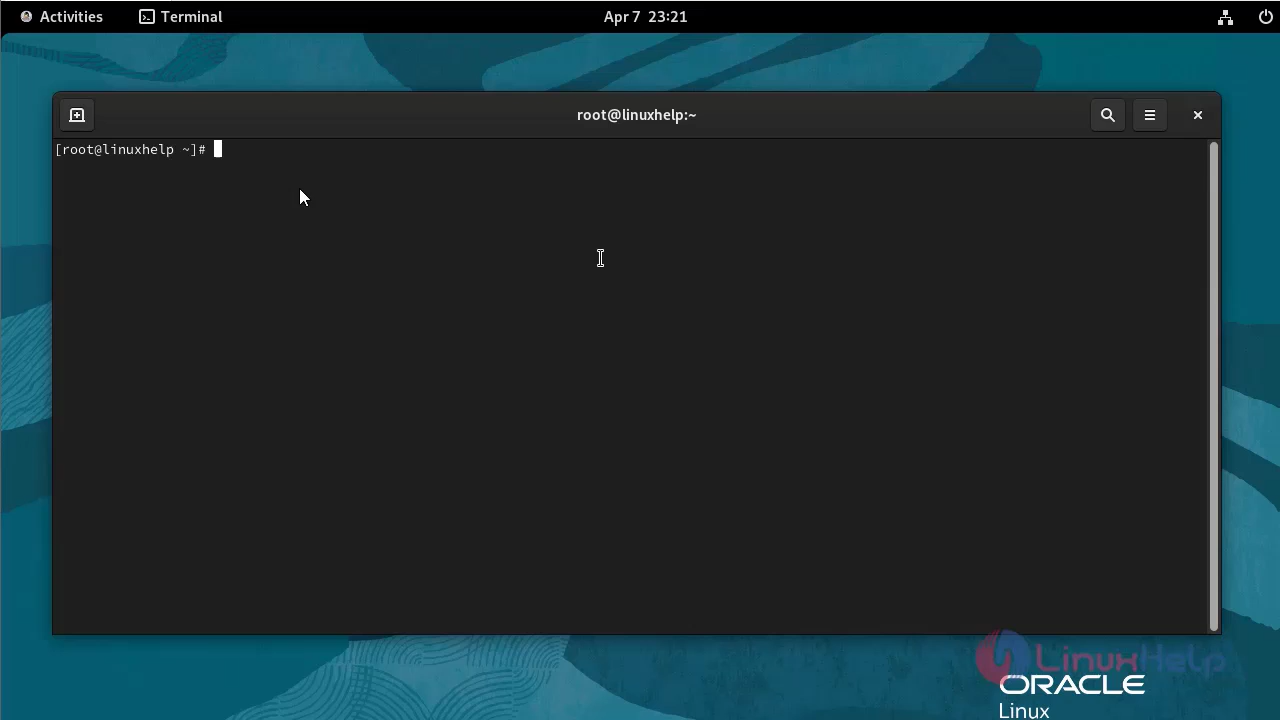 Activities
Terminal
Apr 7 23:21
root@linuxhelp:~
[root@linuxhelp ~]#
LinuxHelp
ORACLE
Linux